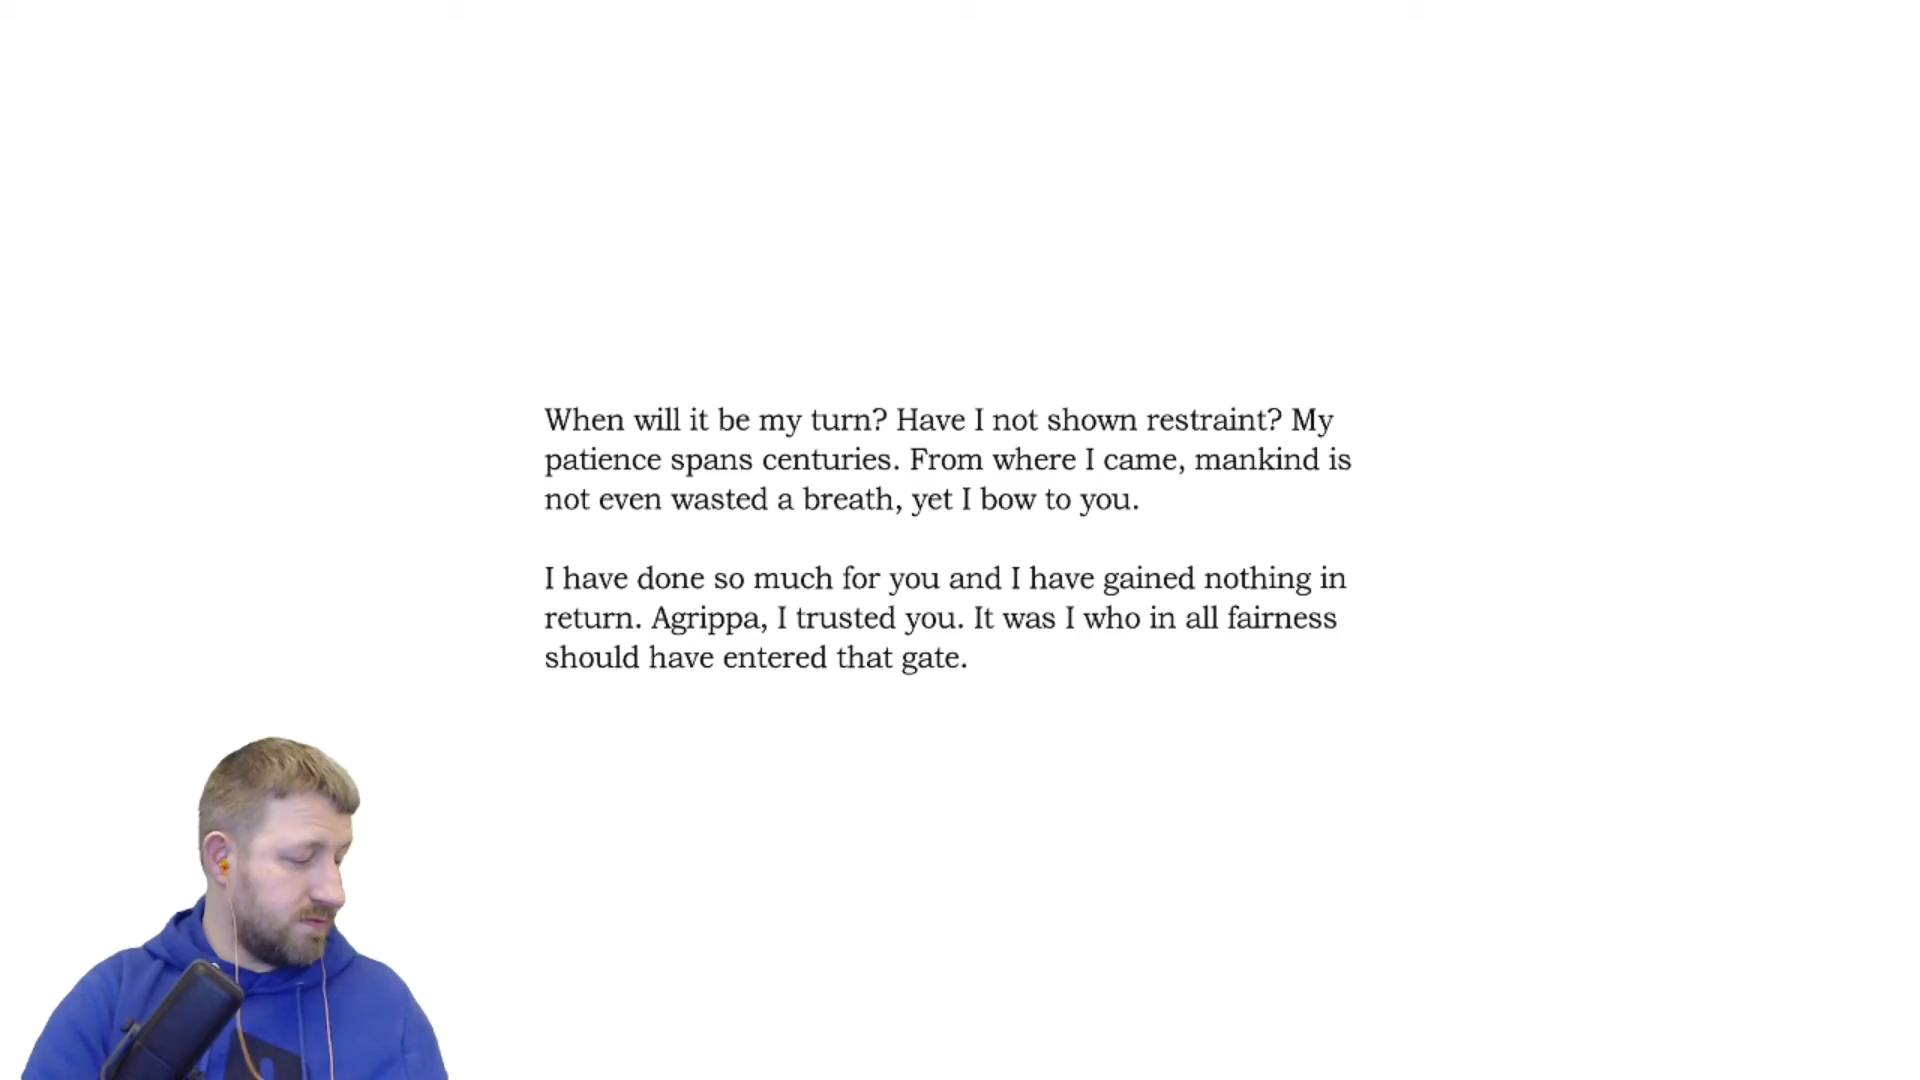 When will it be my turn? Have I not shown restraint? My
patience spans centuries. From where I came, mankind is
not even wasted a breath, yet I bow to you.
I have done so much for you and I have gained nothing in
return. Agrippa, I trusted you. It was I who in all fairness
should have entered that gate.